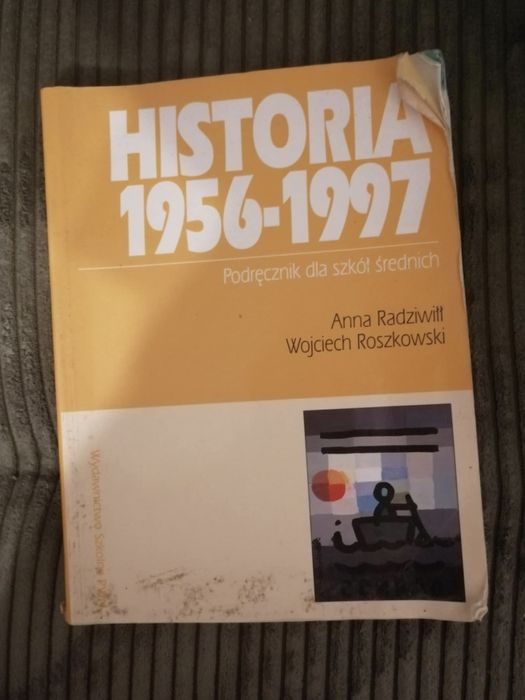 HISTORIA
1956-1997
Podręcznik dla szkół średnich
Anna Radziwiłł
Wojciech Roszkowski
Wydawnictwo Szkolne PWN